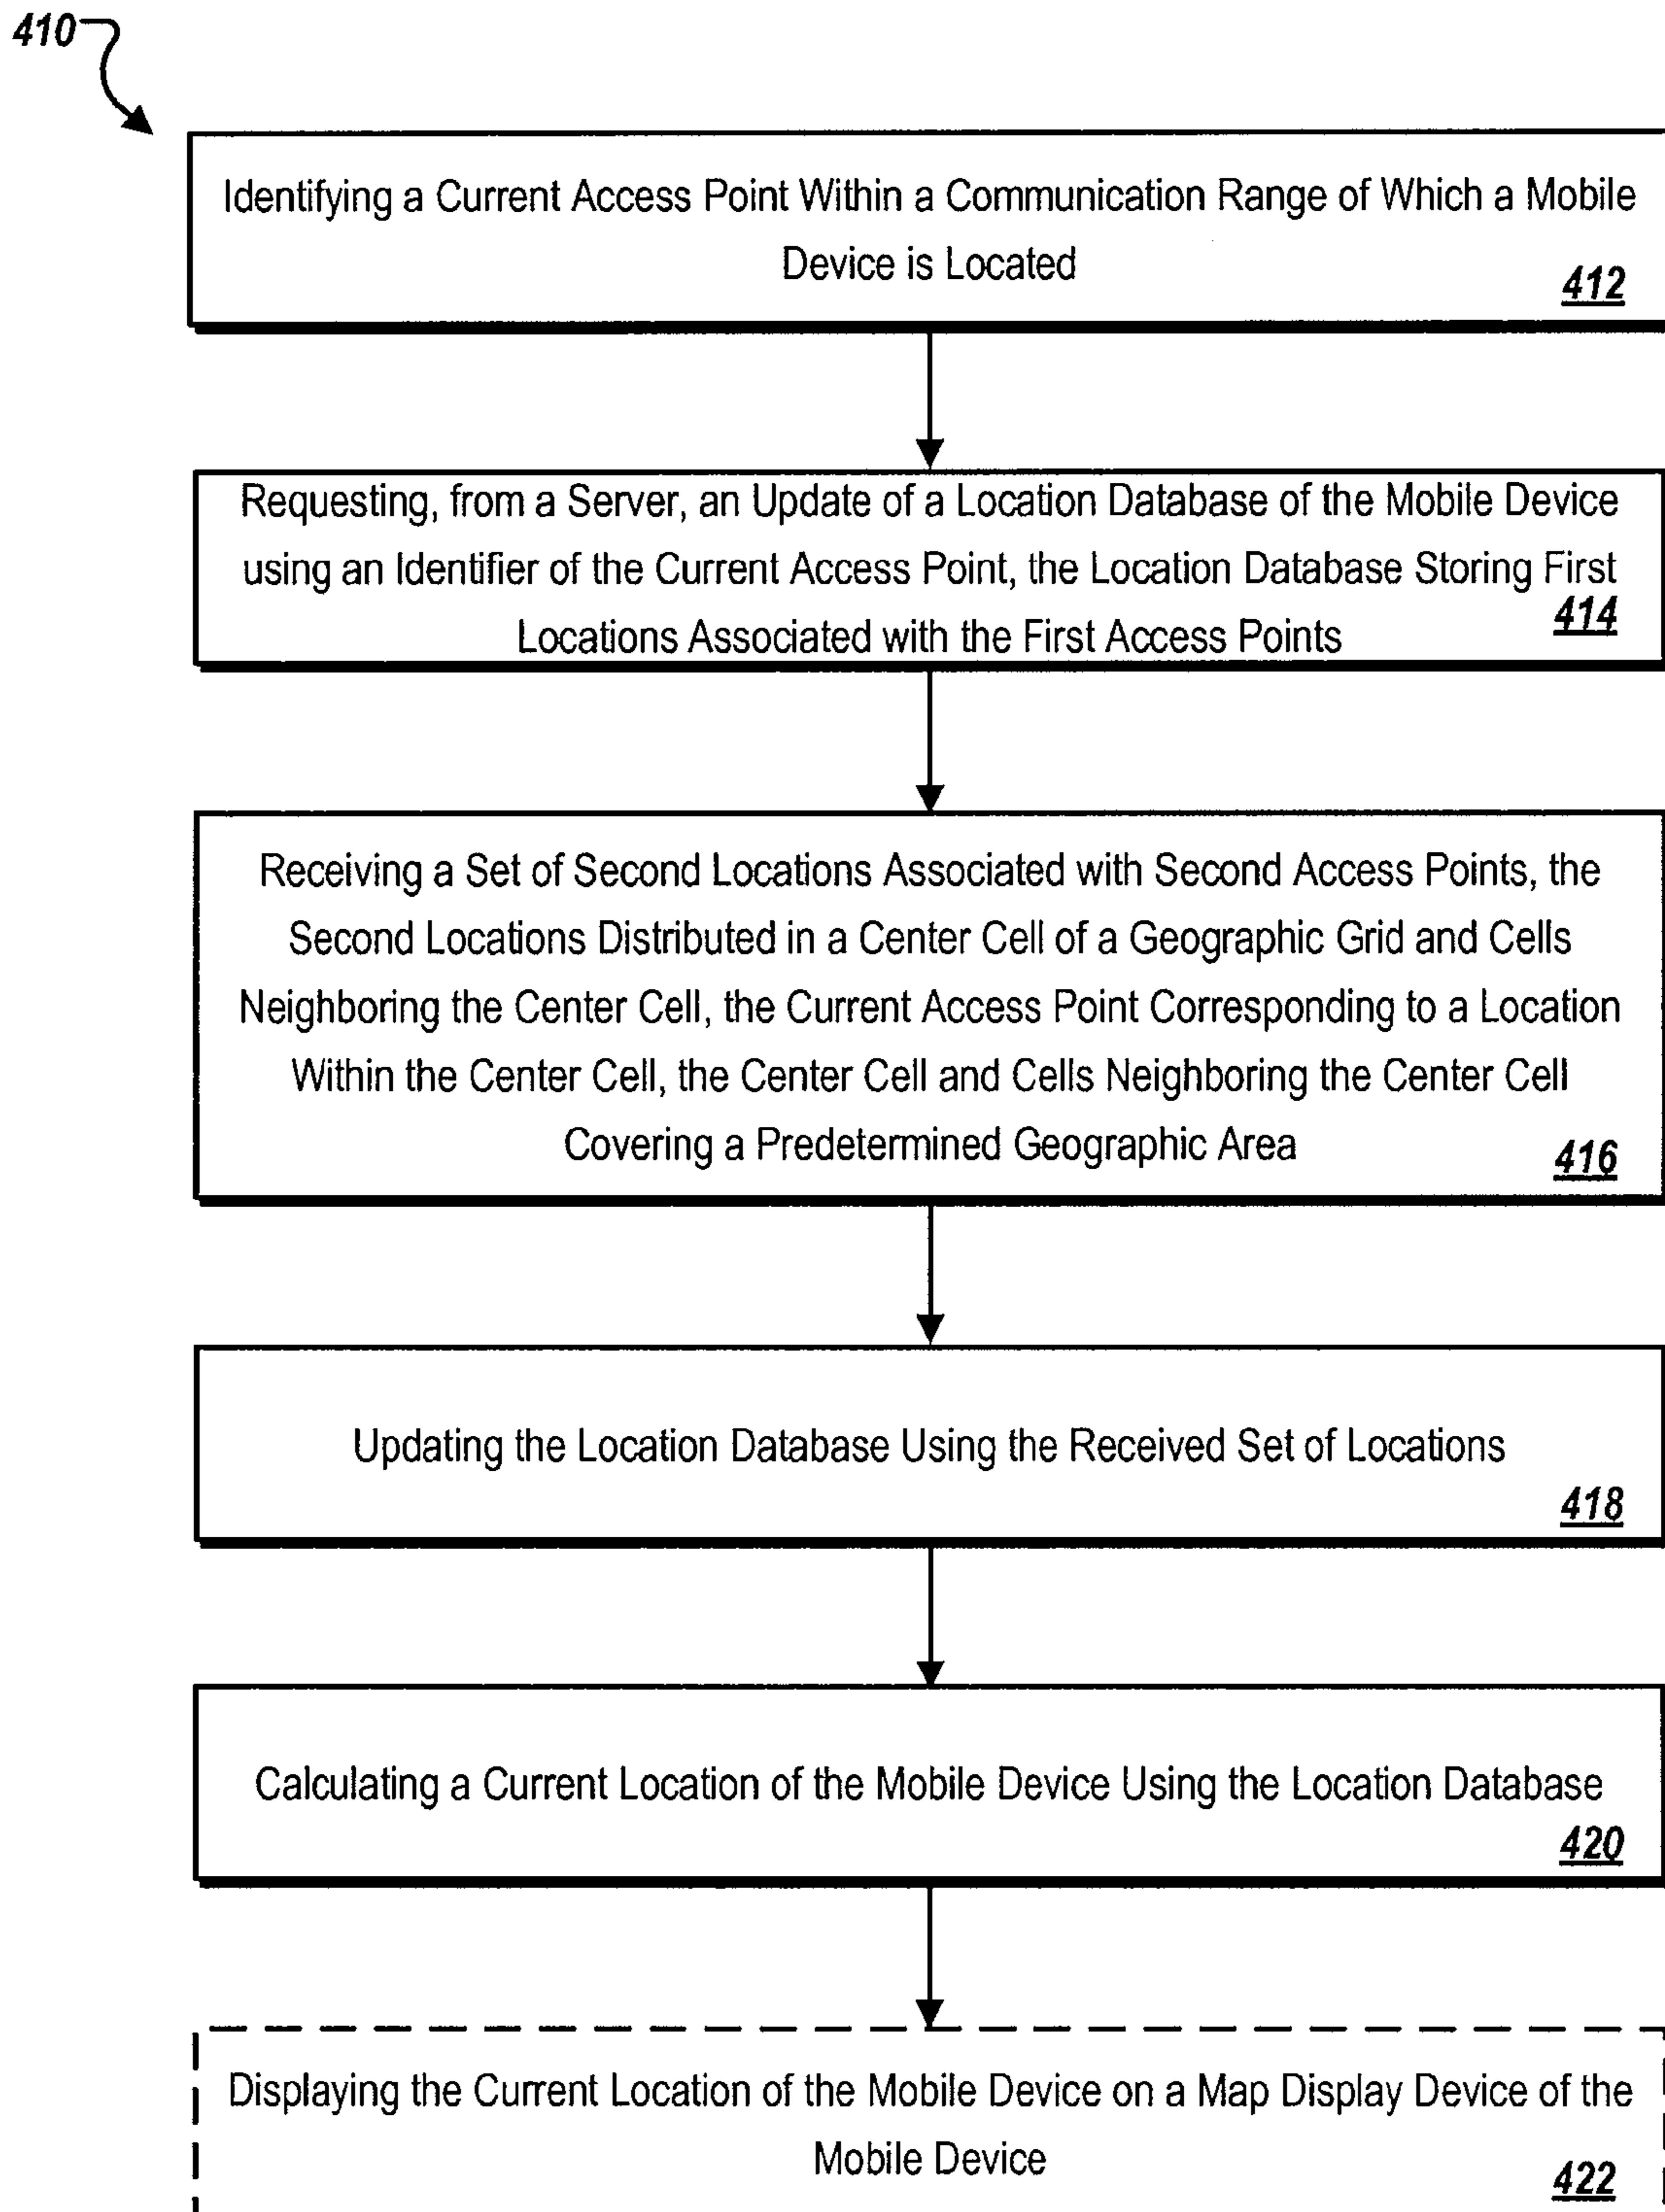 410
Identifying a Current Access Point Within a Communication Range of Which a Mobile
Device is Located
412
Requesting, from a Server, an Update of a Location Database of the Mobile Device
using an Identifier of the Current Access Point, the Location Database Storing First
Locations Associated with the First Access Points
414
Receiving a Set of Second Locations Associated with Second Access Points, the
Second Locations Distributed in a Center Cell of a Geographic Grid and Cells
Neighboring the Center Cell, the Current Access Point Corresponding to a Location
Within the Center Cell, the Center Cell and Cells Neighboring the Center Cell
Covering a Predetermined Geographic Area
416
Updating the Location Database Using the Received Set of Locations
418
Calculating a Current Location of the Mobile Device Using the Location Database
420
Displaying the Current Location of the Mobile Device on a Map Display Device of the
Mobile Device
422